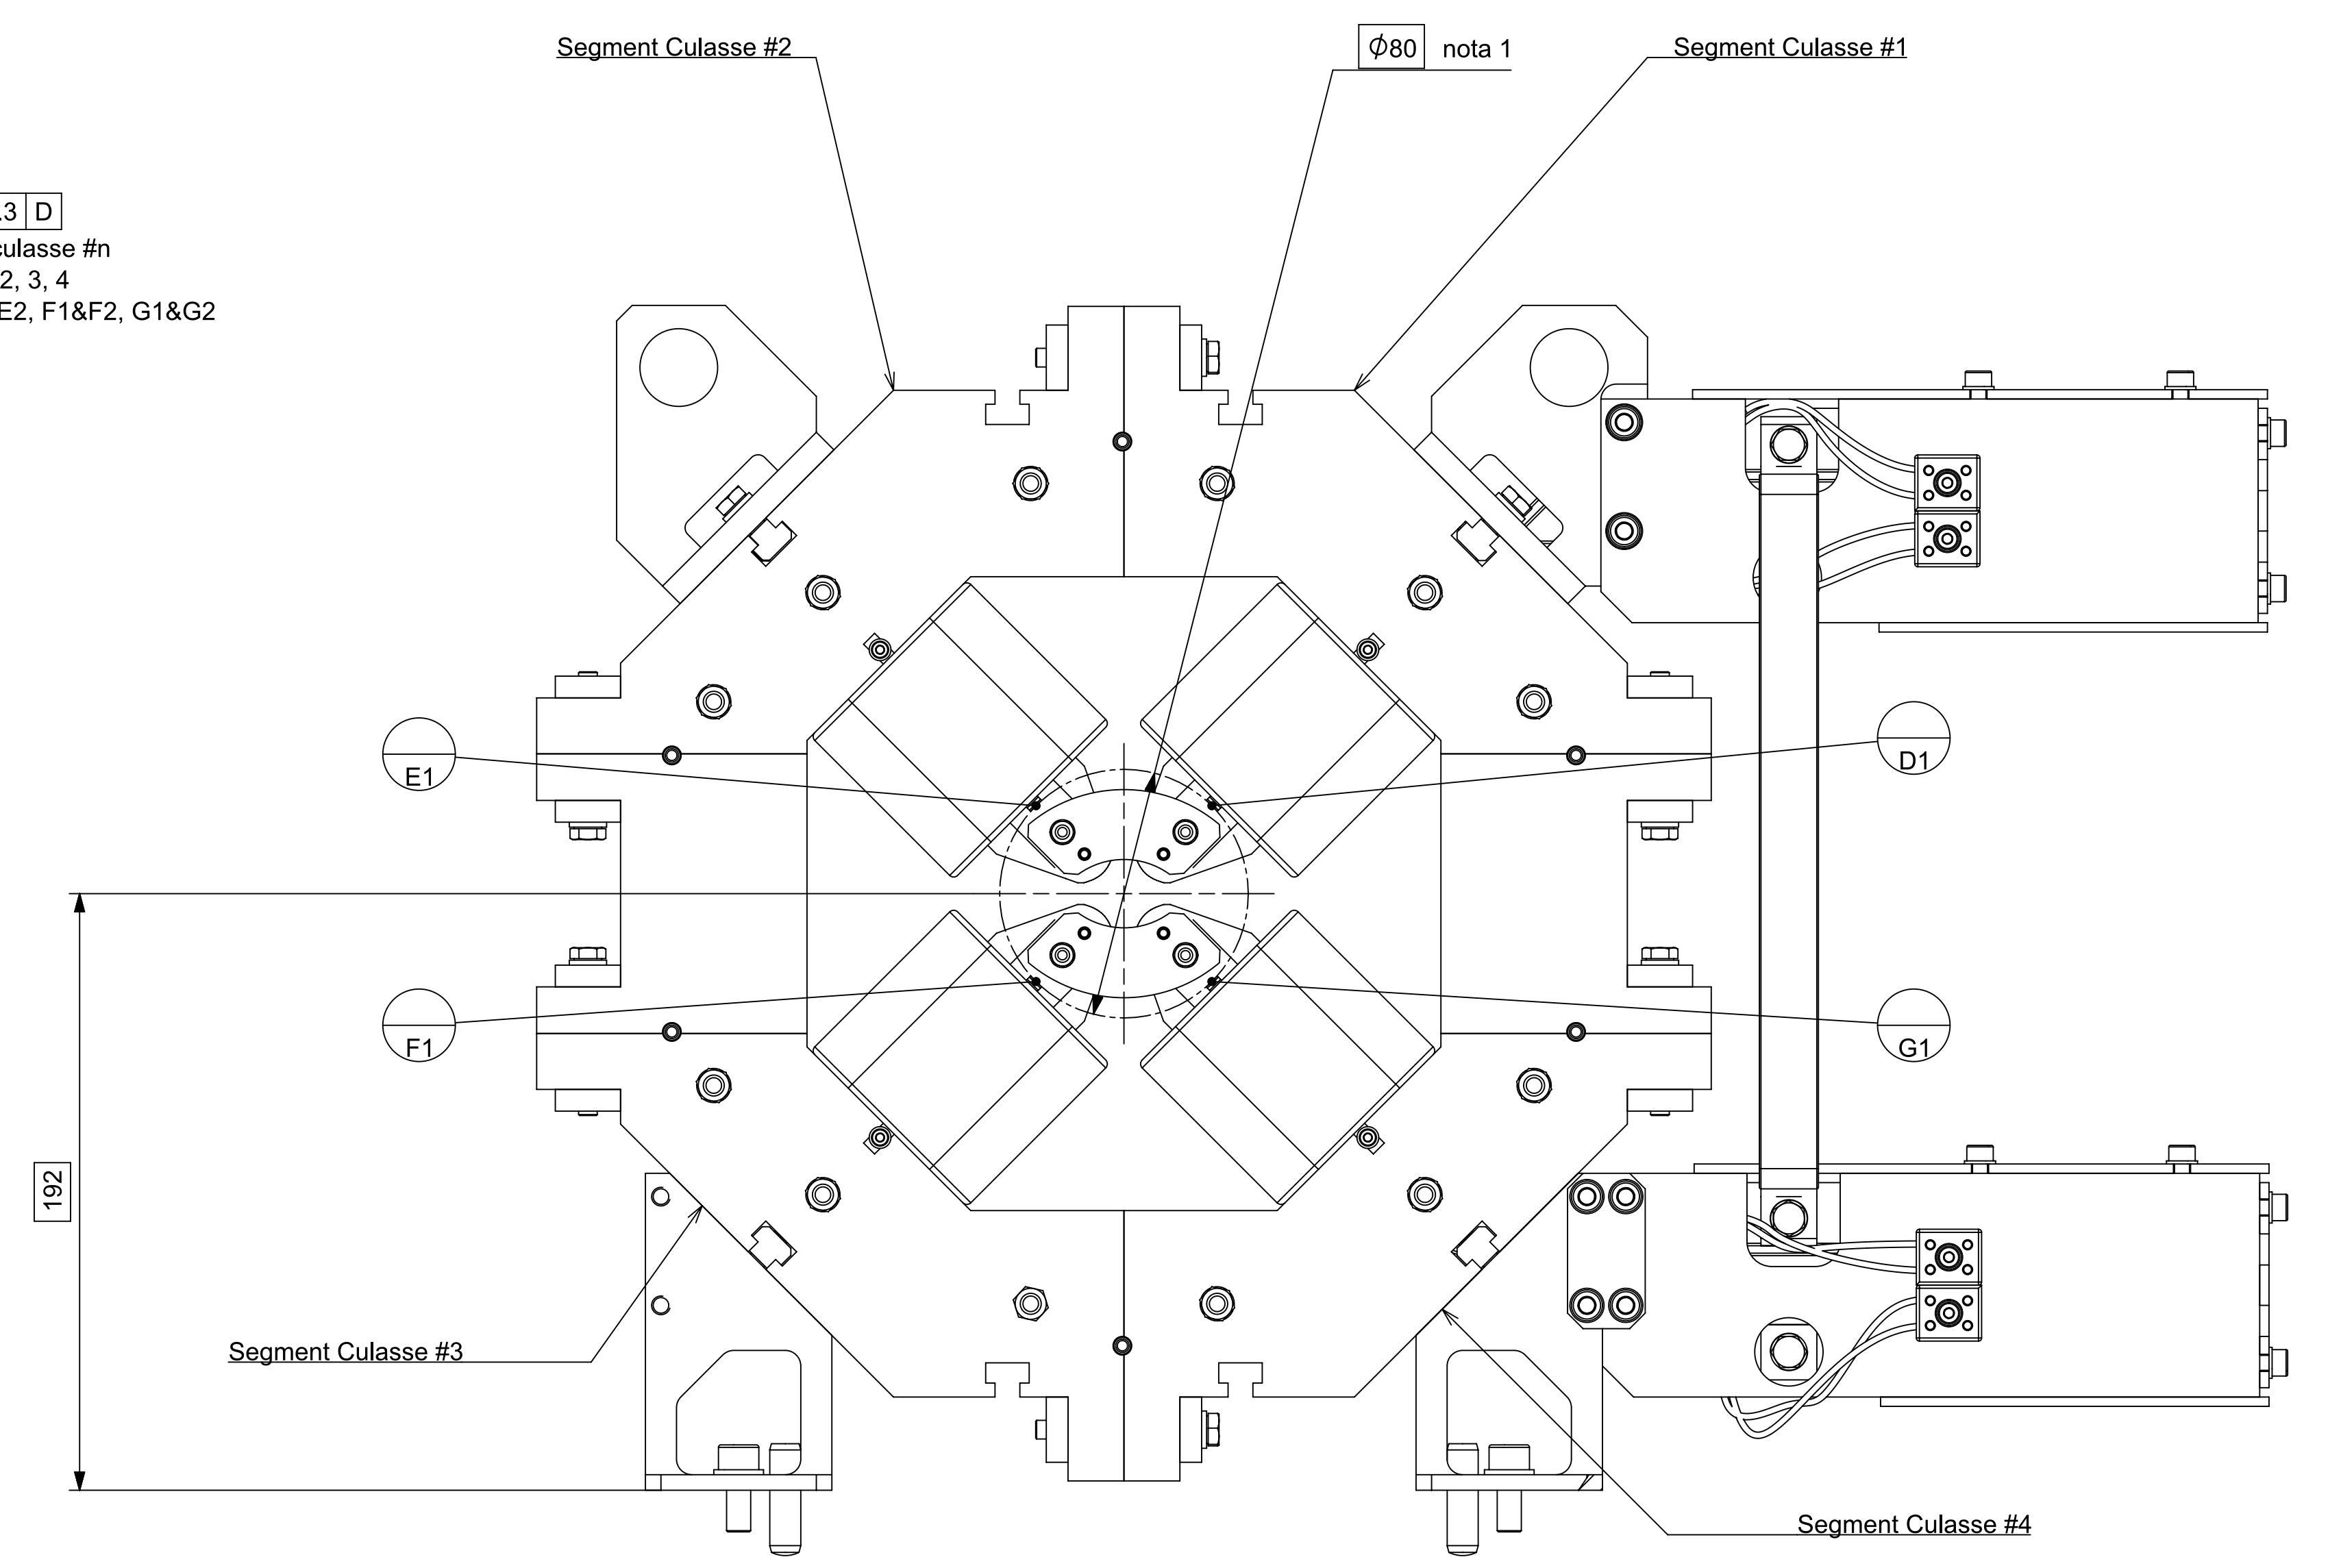 Segment Culasse #2
ϕ80 nota 1
Segment Culasse #1
.3 D
culasse #n
2, 3, 4
E2, F1&F2, G1&G2
E1
D1
F1
G1
192
Segment Culasse #3
Segment Culasse #4